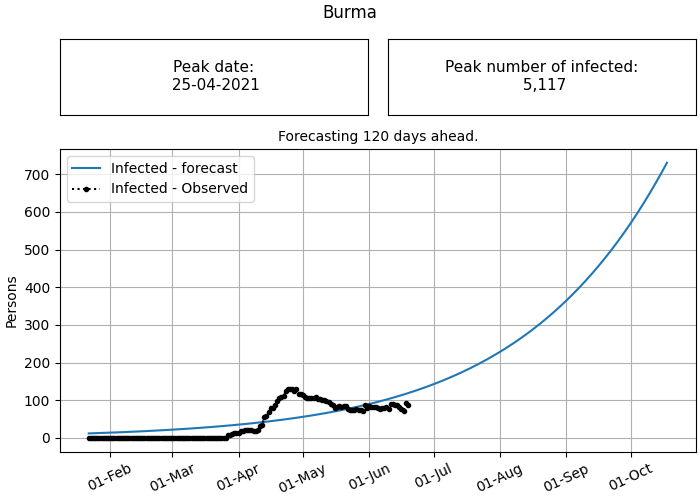 Burma
Peak date:
25-04-2021
Peak number of infected:
5,117
Forecasting 120 days ahead.
Infected - forecast
Infected - Observed
Persons
700
600
500
400
300
200
100
0
01-Feb
01-Mar
01-Apr
01-May
01-Jun
01-Jul
01-Aug
01-Sep
01-Oct